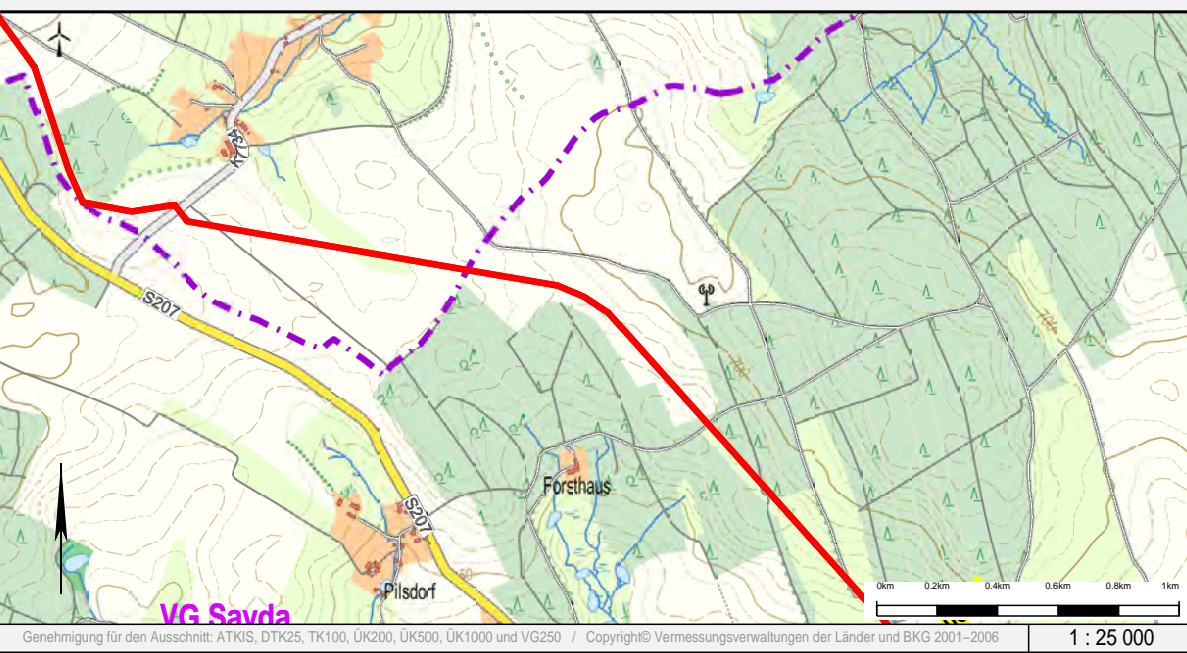 K7734
S207
S207
Forsthaus
Pilsdorf
VG Sayda
0km 0.2km 0.4km 0.6km 0.8km 1km
Genehmigung für den Ausschnitt: ATKIS, DTK25, TK100, ÜK200, ÜK500, ÜK1000 und VG250 / Copyright© Vermessungsverwaltungen der Länder und BKG 2001–2006
1 : 25 000